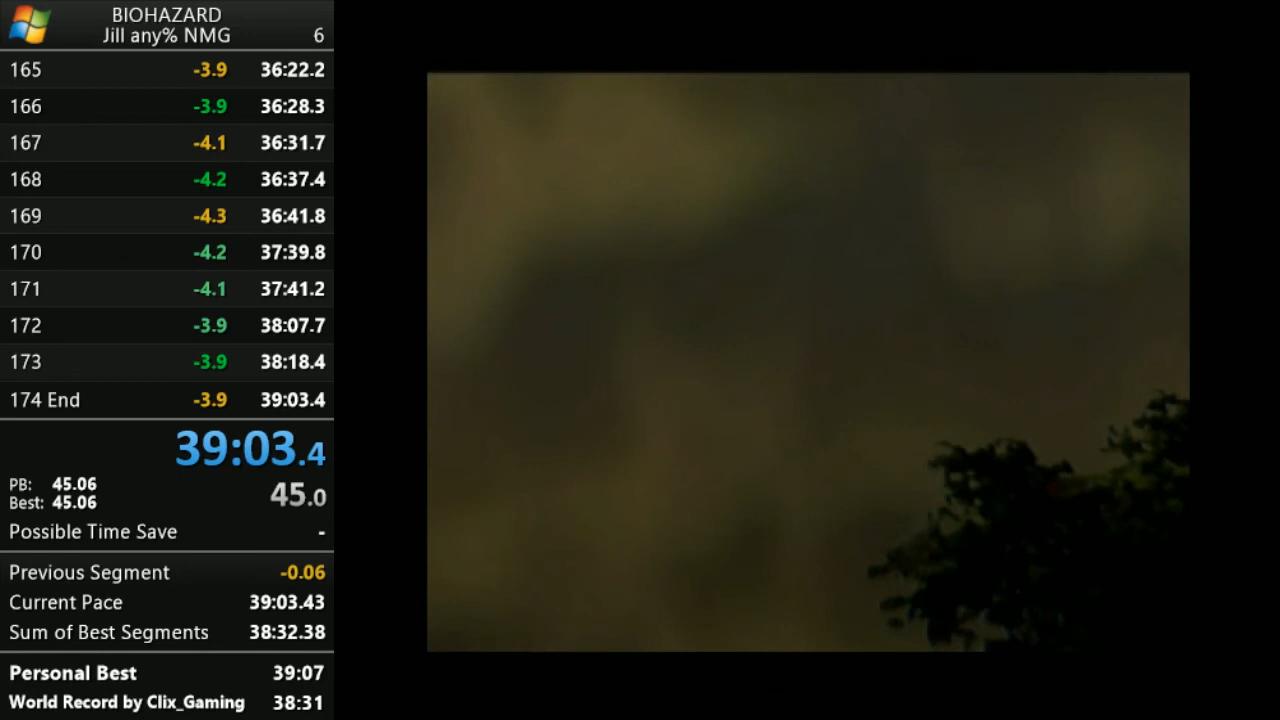 BIOHAZARD
Jill any% NMG 6
165 -3.9 36:22.2
166 -3.9 36:28.3
167 -4.1 36:31.7
168 -4.2 36:37.4
169 -4.3 36:41.8
170 -4.2 37:39.8
171 -4.1 37:41.2
172 -3.9 38:07.7
173 -3.9 38:18.4
174 End -3.9 39:03.4
39:03.4
PB: 45.06
Best: 45.06
45.0
Possible Time Save -
Previous Segment -0.06
Current Pace 39:03.43
Sum of Best Segments 38:32.38
Personal Best 39:07
World Record by Clix_Gaming 38:31